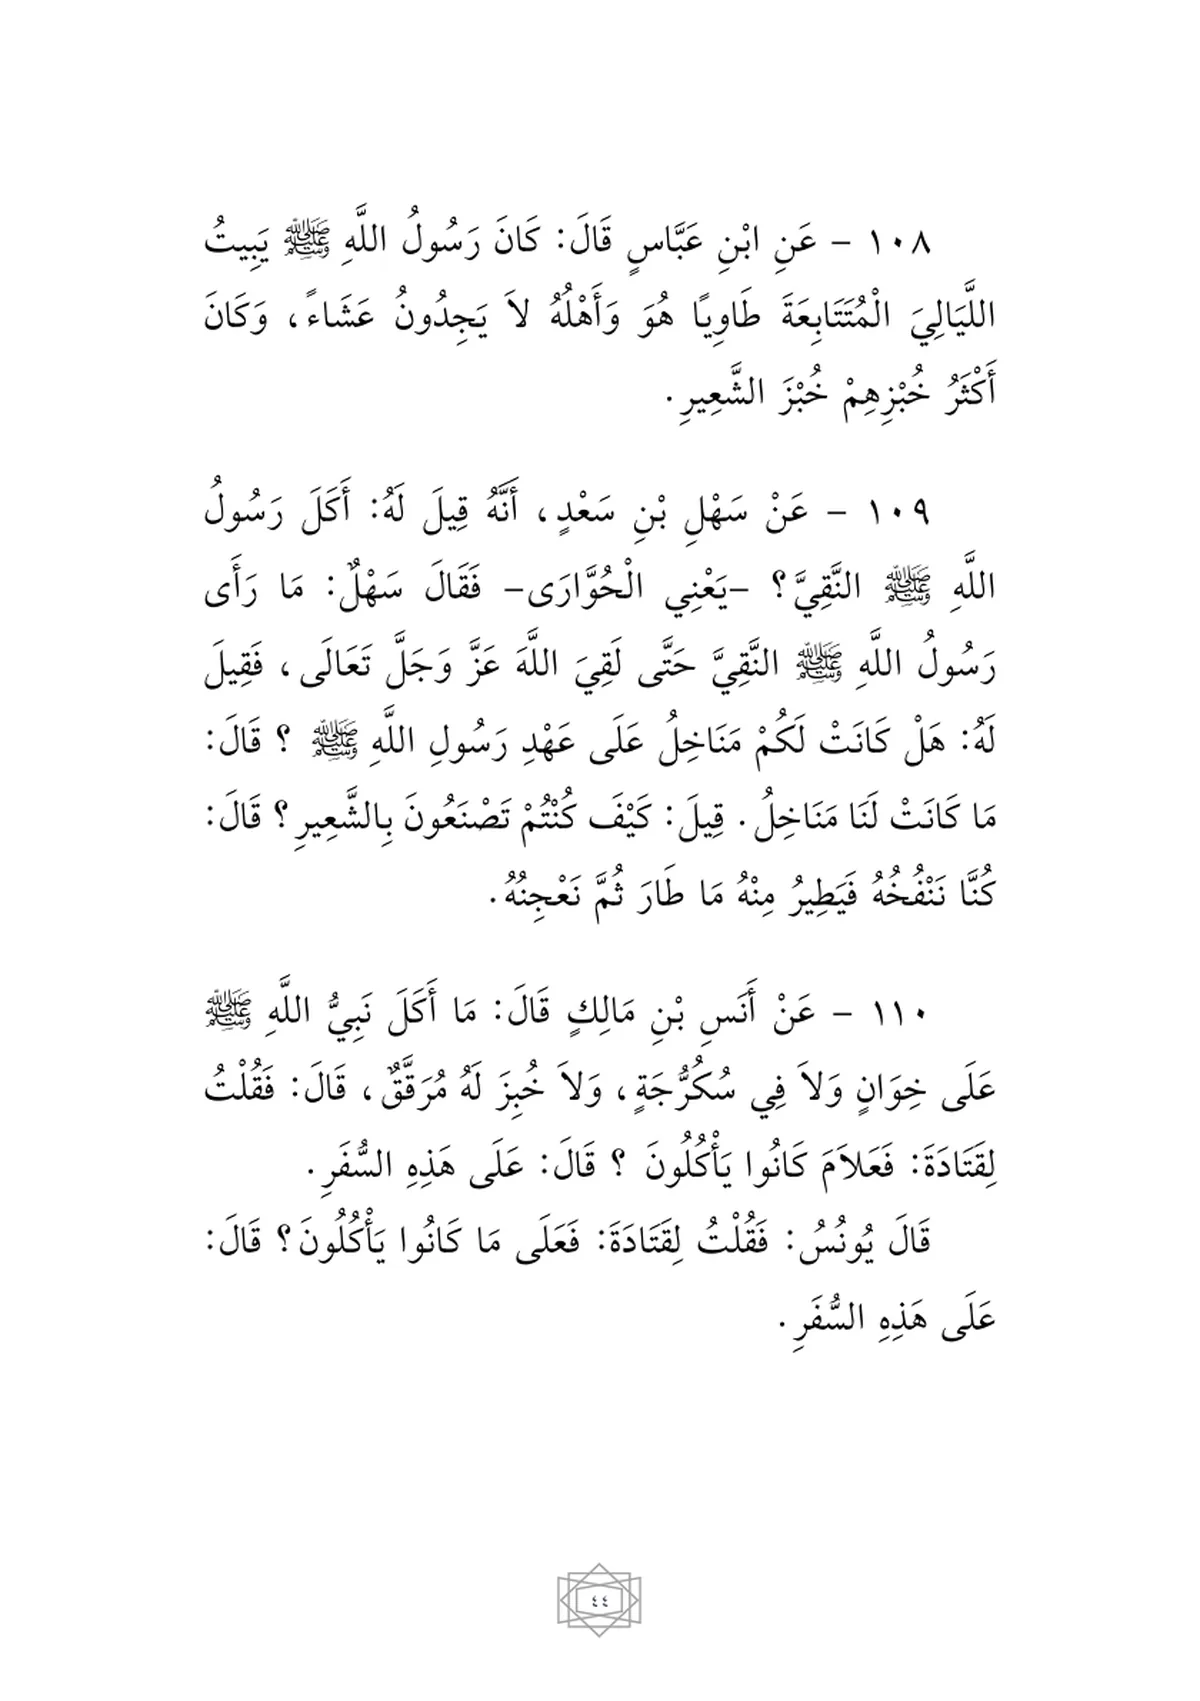 ١٠٨ – عَنِ ابْنِ عَبَّاسٍ قَالَ: كَانَ رَسُولُ اللَّهِ ﷺ يَبِيتُ
اللَّيَالِيَ الْمُتَتَابِعَةَ طَاوِيًا هُوَ وَأَهْلُهُ لاَ يَجِدُونُ عَشَاءً، وَكَانَ
أَكْثَرُ خُبْزِهِمْ خُبْزَ الشَّعِيرِ.
١٠٩ – عَنْ سَهْلِ بْنِ سَعْدٍ، أَنَّهُ قِيلَ لَهُ: أَكَلَ رَسُولُ
اللَّهِ ﷺ النَّقِيَّ؟ –يَعْنِي الْحُوَّارَى– فَقَالَ سَهْلٌ: مَا رَأَى
رَسُولُ اللَّهِ ﷺ النَّقِيَّ حَتَّى لَقِيَ اللَّهَ عَزَّ وَجَلَّ تَعَالَى، فَقِيلَ
لَهُ: هَلْ كَانَتْ لَكُمْ مَنَاخِلُ عَلَى عَهْدِ رَسُولِ اللَّهِ ﷺ ؟ قَالَ:
مَا كَانَتْ لَنَا مَنَاخِلُ. قِيلَ: كَيْفَ كُنْتُمْ تَصْنَعُونَ بِالشَّعِيرِ؟ قَالَ:
كُنَّا نَنْفُخُهُ فَيَطِيرُ مِنْهُ مَا طَارَ ثُمَّ نَعْجِنُهُ.
١١٠ – عَنْ أَنَسِ بْنِ مَالِكٍ قَالَ: مَا أَكَلَ نَبِيُّ اللَّهِ ﷺ
عَلَى خِوَانٍ وَلاَ فِي سُكُرُّجَةٍ، وَلاَ خُبِزَ لَهُ مُرَقَّقٌ، قَالَ: فَقُلْتُ
لِقَتَادَةَ: فَعَلاَمَ كَانُوا يَأْكُلُونَ ؟ قَالَ: عَلَى هَذِهِ السُّفَرِ.
قَالَ يُونُسُ: فَقُلْتُ لِقَتَادَةَ: فَعَلَى مَا كَانُوا يَأْكُلُونَ؟ قَالَ:
عَلَى هَذِهِ السُّفَرِ.
٤٤